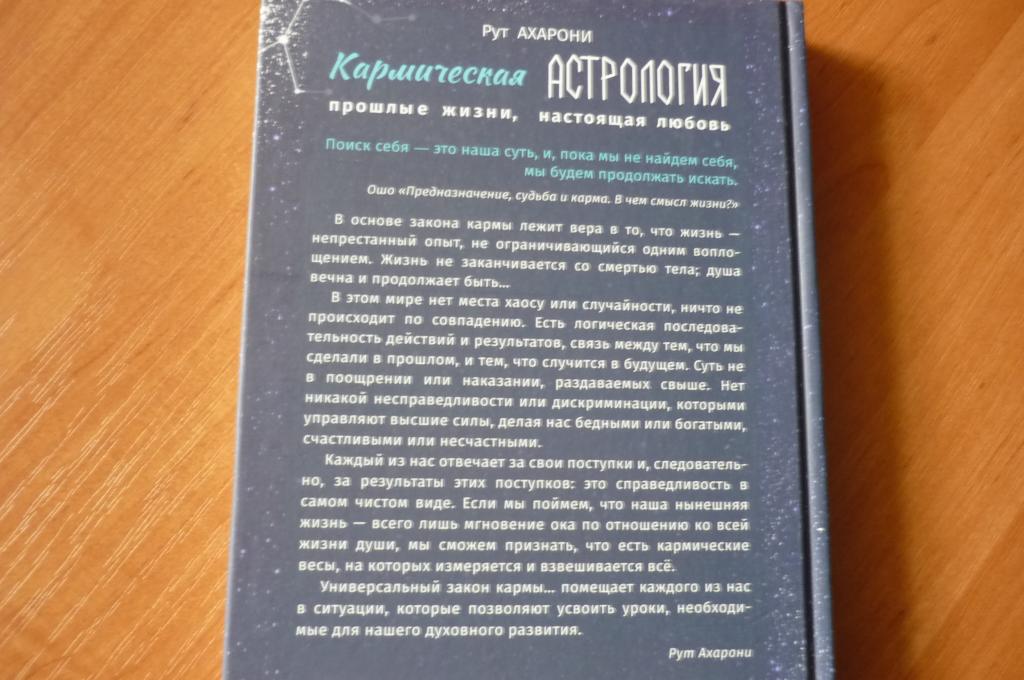 Рут АХАРОНИ
Кармическая АСТРОЛОГИЯ
прошлые жизни, настоящая любовь
Поиск себя — это наша суть, и, пока мы не найдем себя,
мы будем продолжать искать.
Ошо «Предназначение, судьба и карма. В чем смысл жизни?»
В основе закона кармы лежит вера в то, что жизнь —
непрестанный опыт, не ограничивающийся одним вопло-
щением. Жизнь не заканчивается со смертью тела; душа
вечна и продолжает быть...
В этом мире нет места хаосу или случайности, ничто не
происходит по совпадению. Есть логическая последова-
тельность действий и результатов, связь между тем, что мы
сделали в прошлом, и тем, что случится в будущем. Суть не
в поощрении или наказании, раздаваемых свыше. Нет
никакой несправедливости или дискриминации, которыми
управляют высшие силы, делая нас бедными или богатыми,
счастливыми или несчастными.
Каждый из нас отвечает за свои поступки и, следователь-
но, за результаты этих поступков: это справедливость в
самом чистом виде. Если мы поймем, что наша нынешняя
жизнь — всего лишь мгновение ока по отношению ко всей
жизни души, мы сможем признать, что есть кармические
весы, на которых измеряется и взвешивается всё.
Универсальный закон кармы... помещает каждого из нас
в ситуации, которые позволяют усвоить уроки, необходи-
мые для нашего духовного развития.
Рут Ахарони